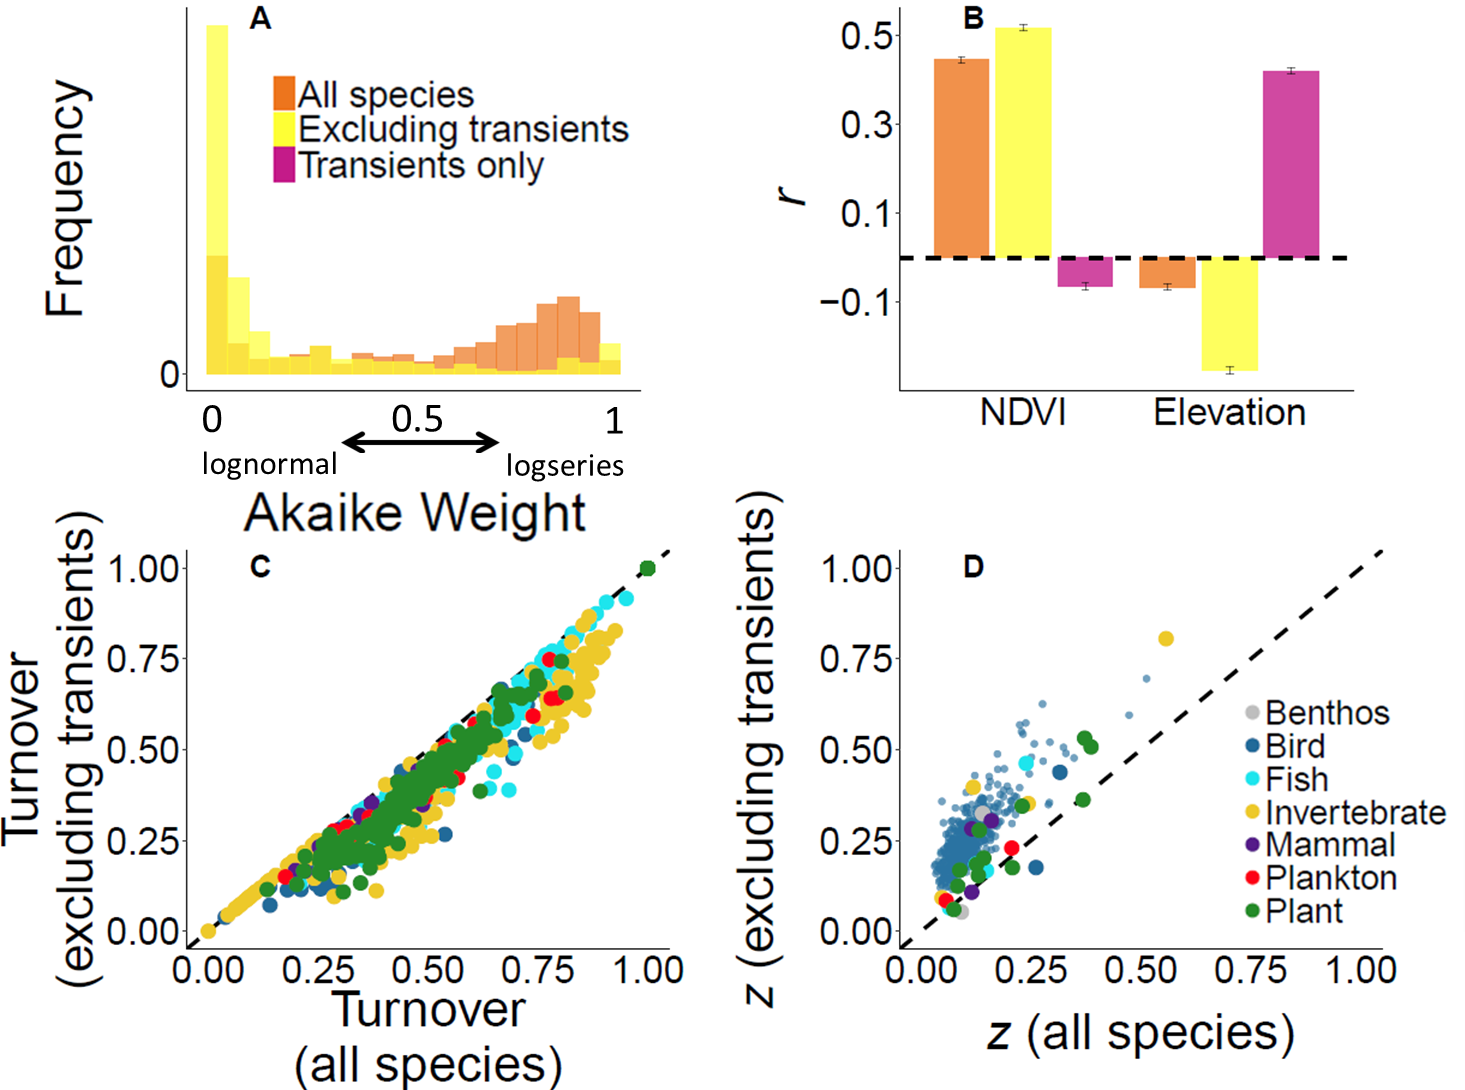 A
Frequency
All species
Excluding transients
Transients only
0
0
0.5
1
lognormal
logseries
Akaike Weight
B
r
0.5
0.3
0.1
−0.1
NDVI
Elevation
C
Turnover
(excluding transients)
1.00
0.75
0.50
0.25
0.00
0.00
0.25
0.50
0.75
1.00
Turnover
(all species)
D
z (excluding transients)
1.00
0.75
0.50
0.25
0.00
Benthos
Bird
Fish
Invertebrate
Mammal
Plankton
Plant
0.00
0.25
0.50
0.75
1.00
z (all species)